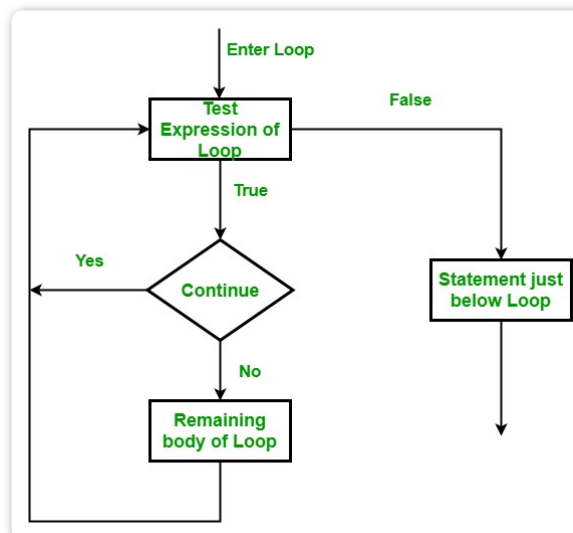 Enter Loop
Test
Expression of
Loop
False
True
Yes
Continue
Statement just
below Loop
No
Remaining
body of Loop